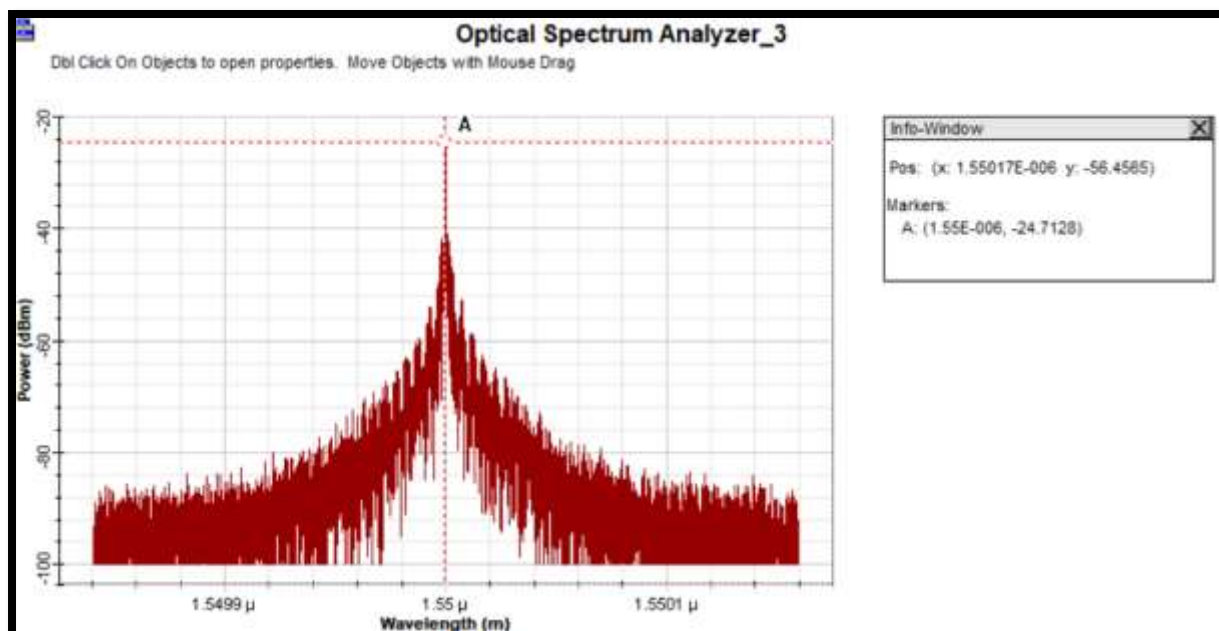 Optical Spectrum Analyzer_3
Dbl Click On Objects to open properties.  Move Objects with Mouse Drag
A
Info-Window
Pos:  (x: 1.55017E-006  y: -56.4565)
Markers:
A: (1.55E-006, -24.7128)
Power (dBm)
-20
-40
-60
-80
-100
1.5499 µ
1.55 µ
1.5501 µ
Wavelength (m)